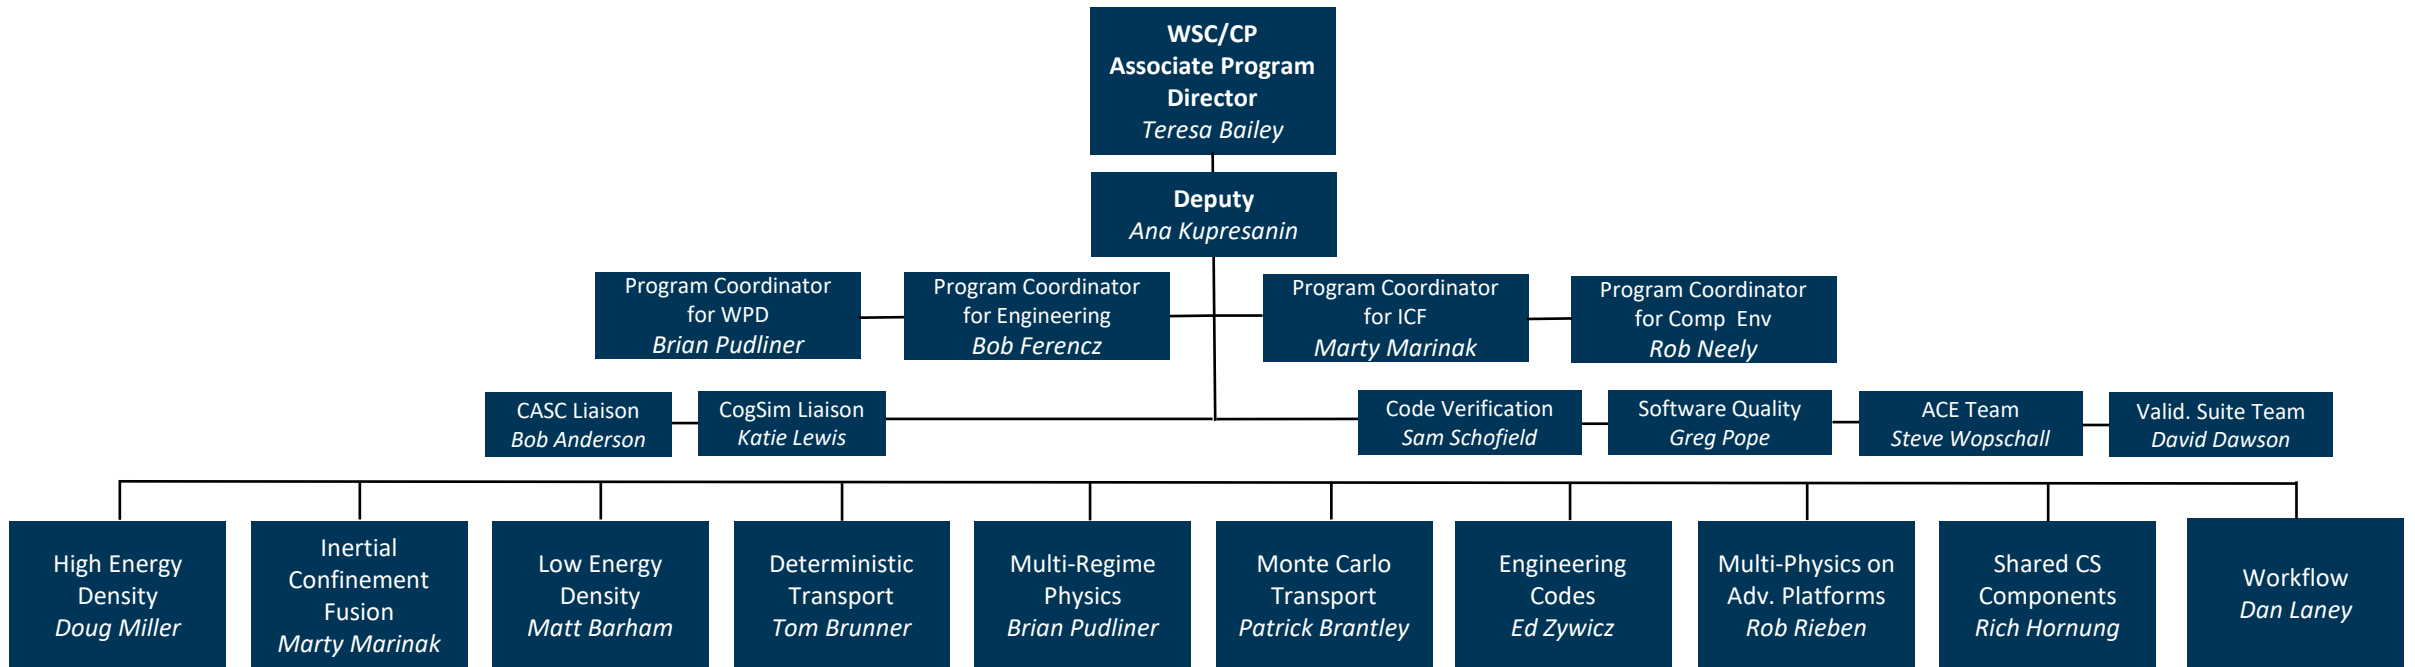 WSC/CP
Associate Program
Director
Teresa Bailey
Deputy
Ana Kupresanin
Program Coordinator
for WPD
Brian Pudliner
Program Coordinator
for Engineering
Bob Ferencz
Program Coordinator
for ICF
Marty Marinak
Program Coordinator
for Comp  Env
Rob Neely
CASC Liaison
Bob Anderson
CogSim Liaison
Katie Lewis
Code Verification
Sam Schofield
Software Quality
Greg Pope
ACE Team
Steve Wopschall
Valid. Suite Team
David Dawson
High Energy
Density
Doug Miller
Inertial
Confinement
Fusion
Marty Marinak
Low Energy
Density
Matt Barham
Deterministic
Transport
Tom Brunner
Multi-Regime
Physics
Brian Pudliner
Monte Carlo
Transport
Patrick Brantley
Engineering
Codes
Ed Zywicz
Multi-Physics on
Adv. Platforms
Rob Rieben
Shared CS
Components
Rich Hornung
Workflow
Dan Laney